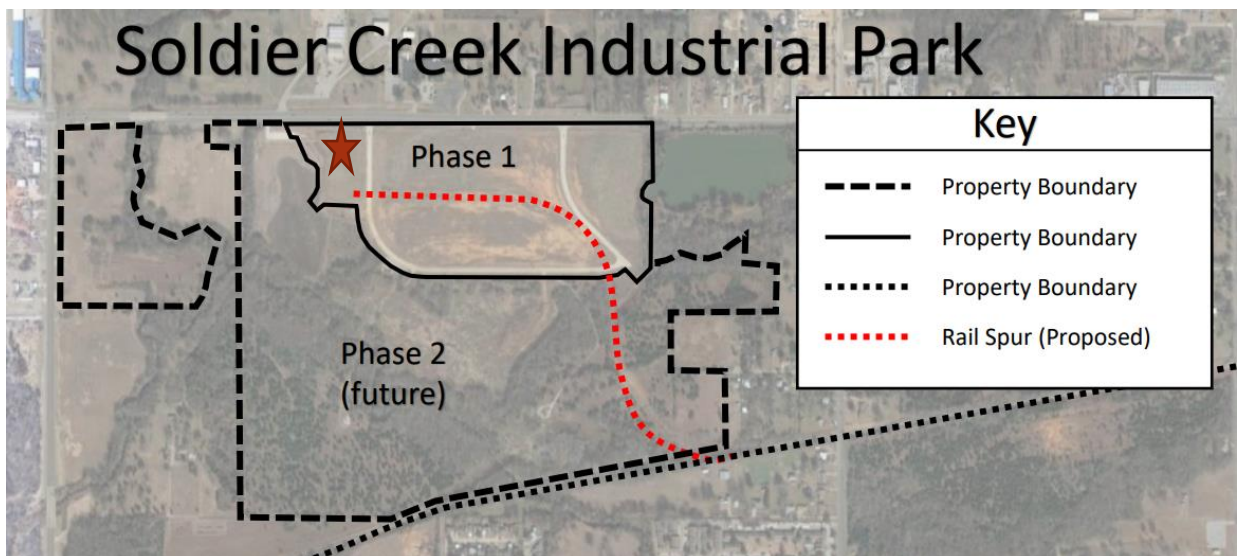 Soldier Creek Industrial Park
Phase 1
Phase 2
(future)
Key
Property Boundary
Property Boundary
Property Boundary
Rail Spur (Proposed)